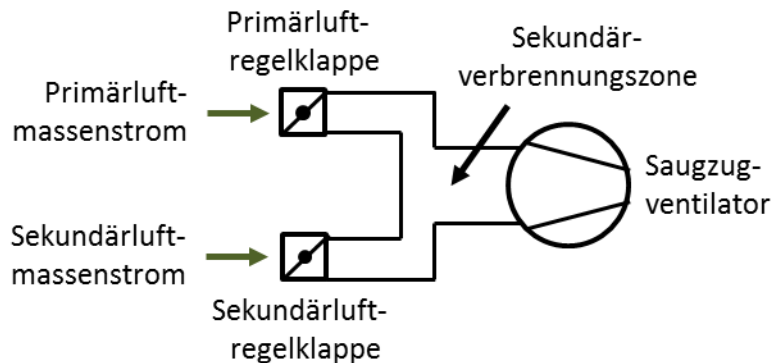 Primärluft-
regelklappe
Sekundär-
verbrennungszone
Primärluft-
massenstrom
Saugzug-
ventilator
Sekundärluft-
massenstrom
Sekundärluft-
regelklappe